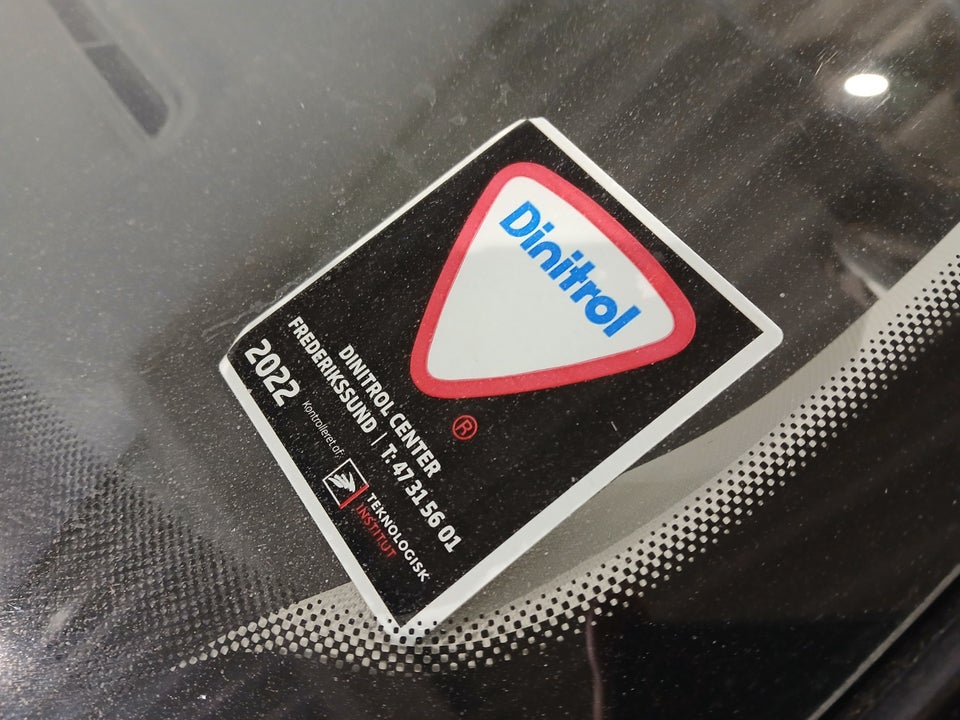 Dinitrol
®
DINITROL CENTER
FREDERIKSSUND | T. 47 31 56 01
2022
Kontrolleret af:
TEKNOLOGISK
INSTITUT